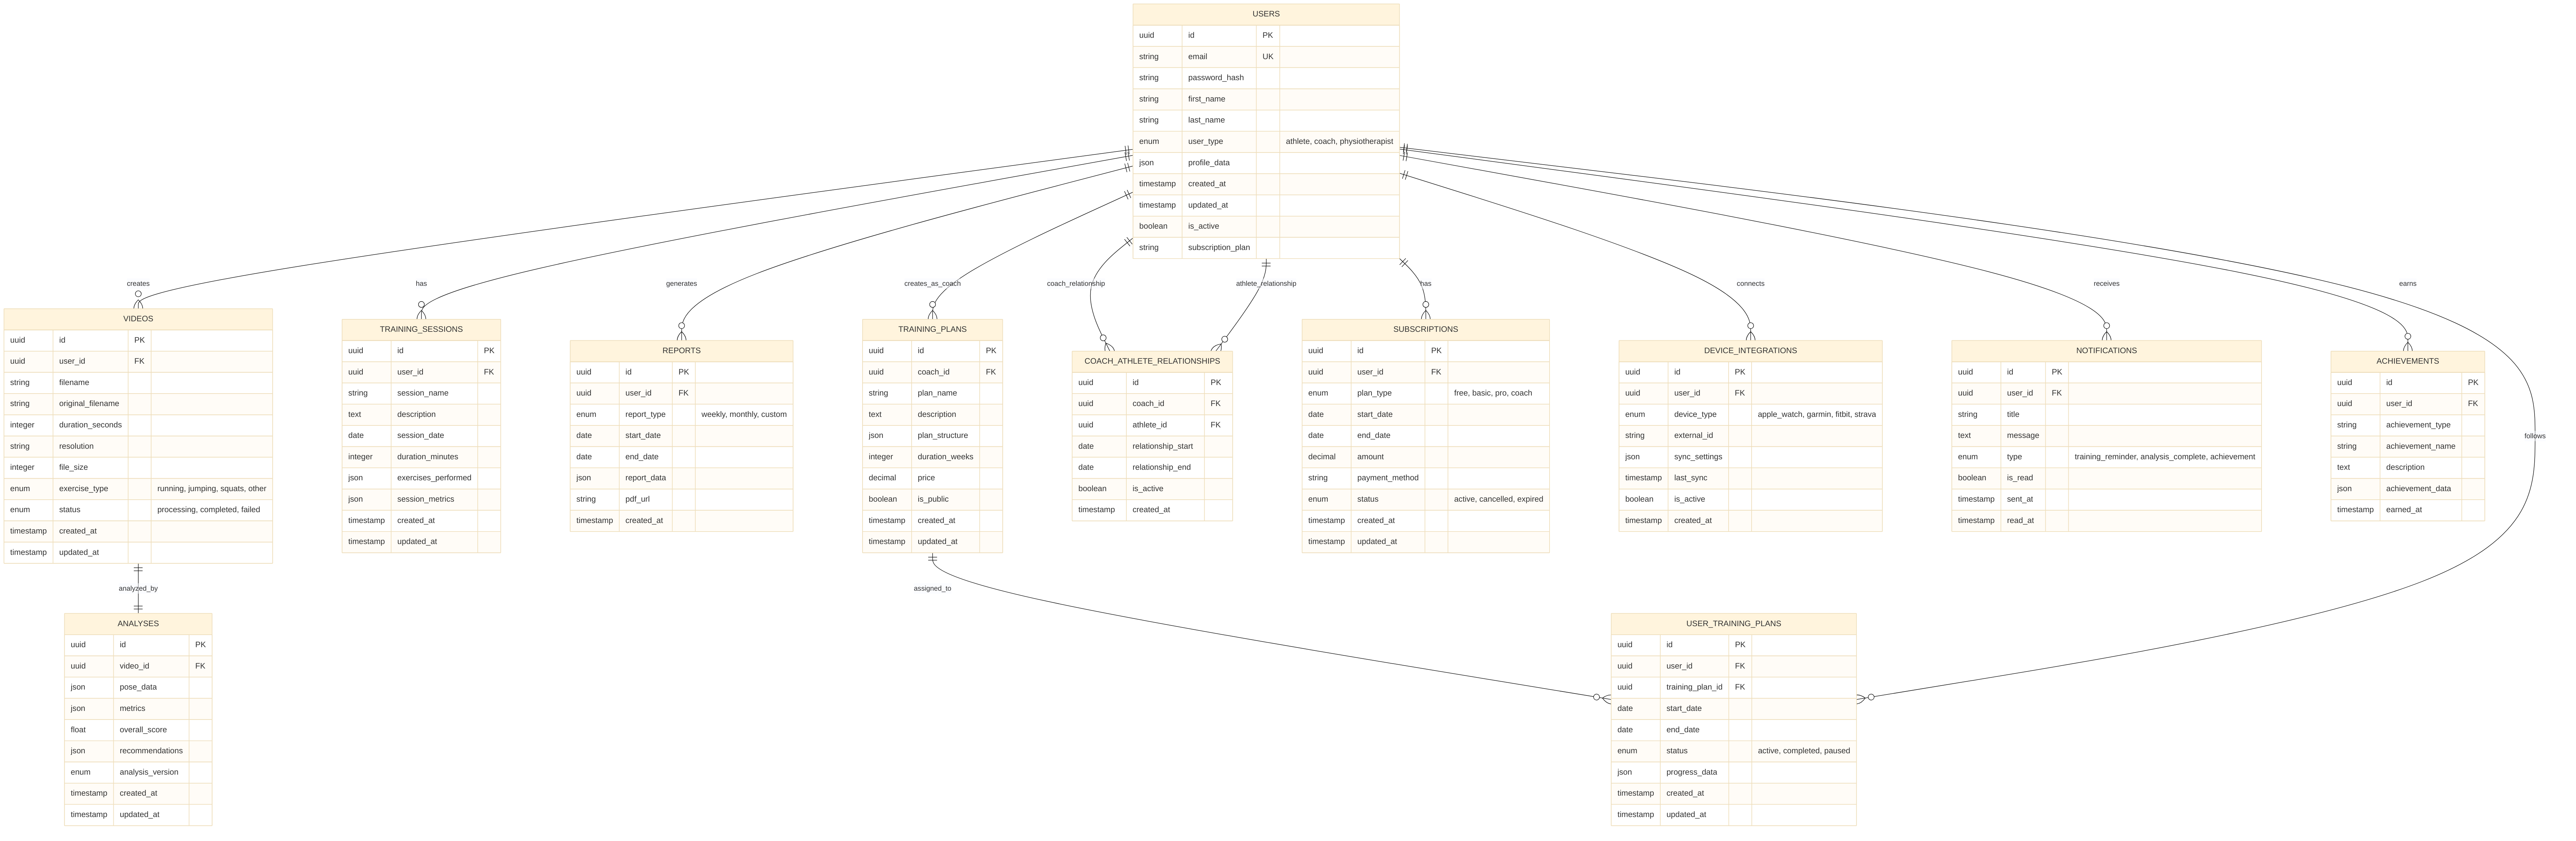 USERS
uuid id PK
string email UK
string password_hash
string first_name
string last_name
enum user_type athlete, coach, physiotherapist
json profile_data
timestamp created_at
timestamp updated_at
boolean is_active
string subscription_plan
creates
has
generates
creates_as_coach
coach_relationship
athlete_relationship
has
connects
receives
earns
follows
VIDEOS
uuid id PK
uuid user_id FK
string filename
string original_filename
integer duration_seconds
string resolution
integer file_size
enum exercise_type running, jumping, squats, other
enum status processing, completed, failed
timestamp created_at
timestamp updated_at
TRAINING_SESSIONS
uuid id PK
uuid user_id FK
string session_name
text description
date session_date
integer duration_minutes
json exercises_performed
json session_metrics
timestamp created_at
timestamp updated_at
REPORTS
uuid id PK
uuid user_id FK
enum report_type weekly, monthly, custom
date start_date
date end_date
json report_data
string pdf_url
timestamp created_at
TRAINING_PLANS
uuid id PK
uuid coach_id FK
string plan_name
text description
json plan_structure
integer duration_weeks
decimal price
boolean is_public
timestamp created_at
timestamp updated_at
COACH_ATHLETE_RELATIONSHIPS
uuid id PK
uuid coach_id FK
uuid athlete_id FK
date relationship_start
date relationship_end
boolean is_active
timestamp created_at
SUBSCRIPTIONS
uuid id PK
uuid user_id FK
enum plan_type free, basic, pro, coach
date start_date
date end_date
decimal amount
string payment_method
enum status active, cancelled, expired
timestamp created_at
timestamp updated_at
DEVICE_INTEGRATIONS
uuid id PK
uuid user_id FK
enum device_type apple_watch, garmin, fitbit, strava
string external_id
json sync_settings
timestamp last_sync
boolean is_active
timestamp created_at
NOTIFICATIONS
uuid id PK
uuid user_id FK
string title
text message
enum type training_reminder, analysis_complete, achievement
boolean is_read
timestamp sent_at
timestamp read_at
ACHIEVEMENTS
uuid id PK
uuid user_id FK
string achievement_type
string achievement_name
text description
json achievement_data
timestamp earned_at
analyzed_by
assigned_to
ANALYSES
uuid id PK
uuid video_id FK
json pose_data
json metrics
float overall_score
json recommendations
enum analysis_version
timestamp created_at
timestamp updated_at
USER_TRAINING_PLANS
uuid id PK
uuid user_id FK
uuid training_plan_id FK
date start_date
date end_date
enum status active, completed, paused
json progress_data
timestamp created_at
timestamp updated_at